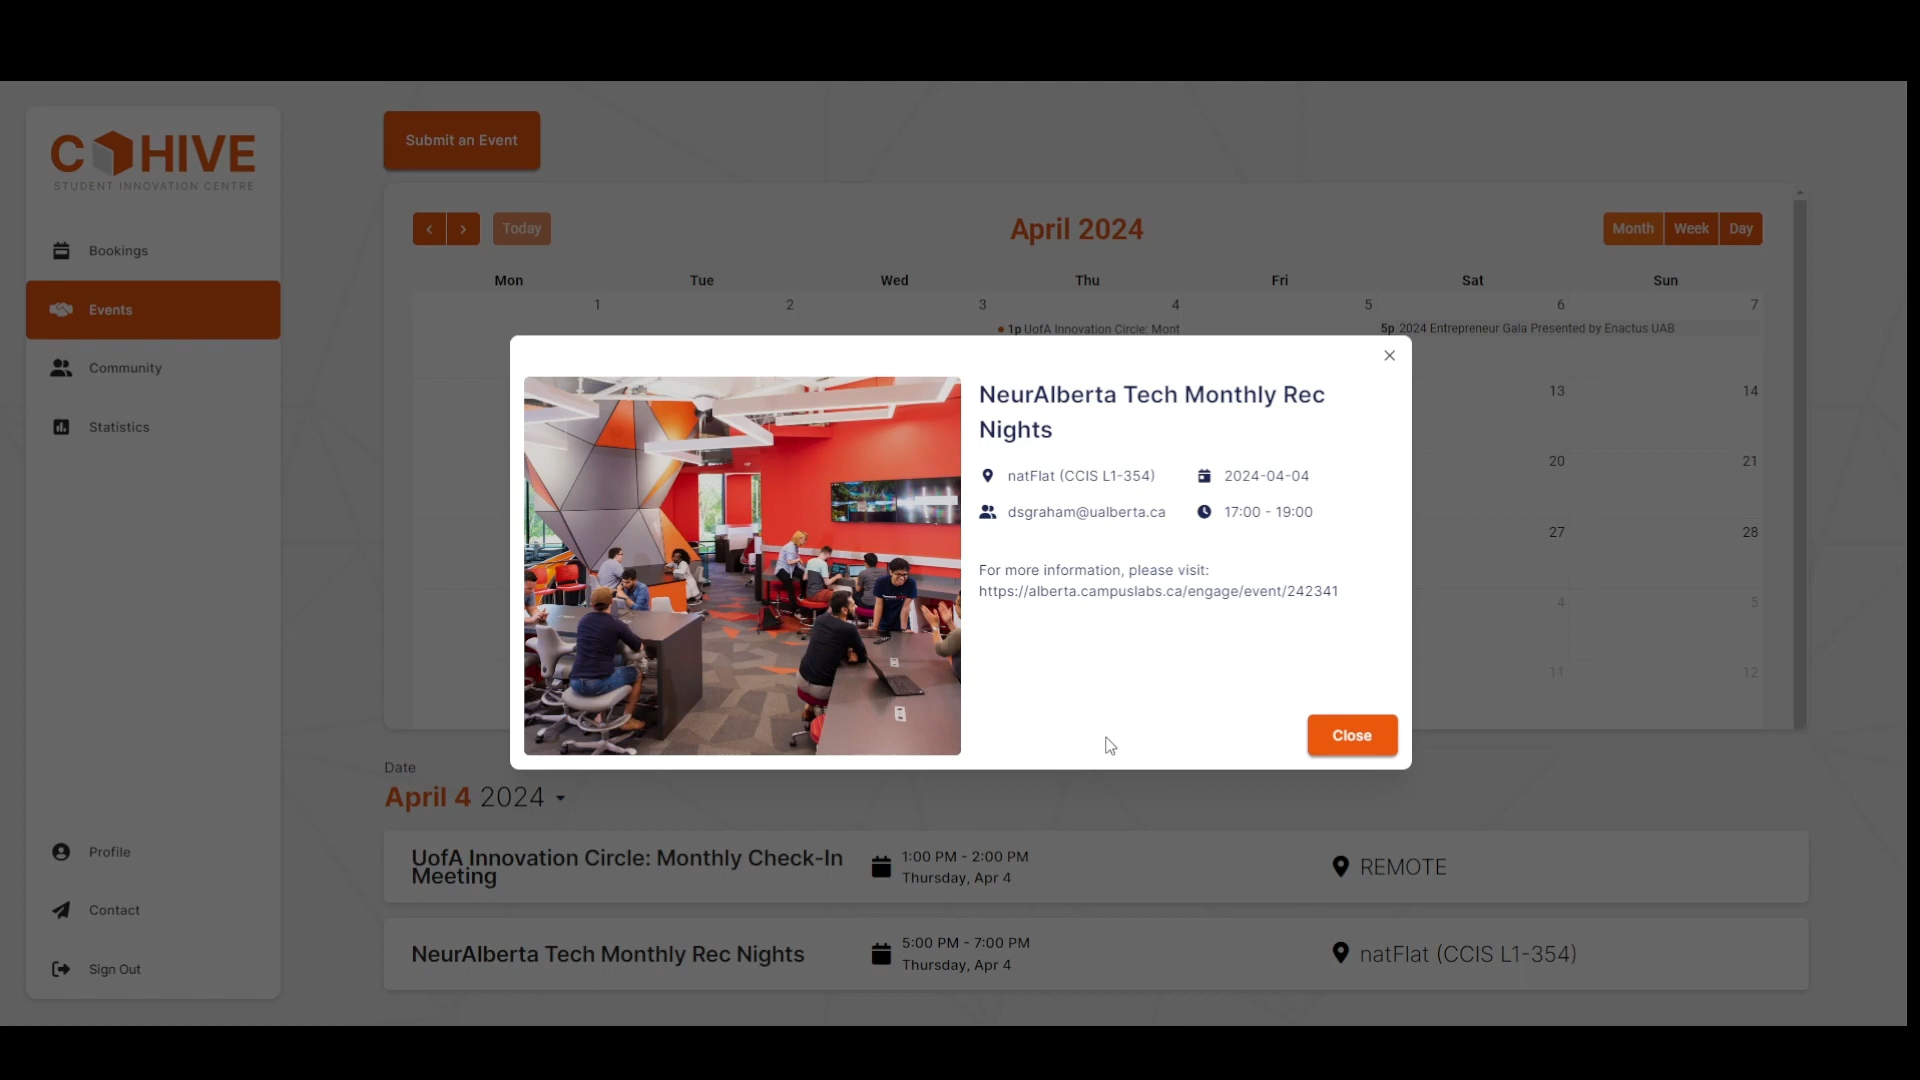 C HIVE
STUDENT INNOVATION CENTRE
Bookings
Events
Community
Statistics
Profile
Contact
Sign Out
Submit an Event
Today
April 2024
Month Week Day
Mon Tue Wed Thu Fri Sat Sun
1 2 3 4 5 6 7
1p UofA Innovation Circle: Mont
5p 2024 Entrepreneur Gala Presented by Enactus UAB
13 14
20 21
27 28
4 5
11 12
NeurAlberta Tech Monthly Rec
Nights
natFlat (CCIS L1-354) 2024-04-04
dsgraham@ualberta.ca 17:00 - 19:00
For more information, please visit:
https://alberta.campuslabs.ca/engage/event/242341
Close
Date
April 4 2024
UofA Innovation Circle: Monthly Check-In
Meeting
1:00 PM - 2:00 PM
Thursday, Apr 4
REMOTE
NeurAlberta Tech Monthly Rec Nights
5:00 PM - 7:00 PM
Thursday, Apr 4
natFlat (CCIS L1-354)